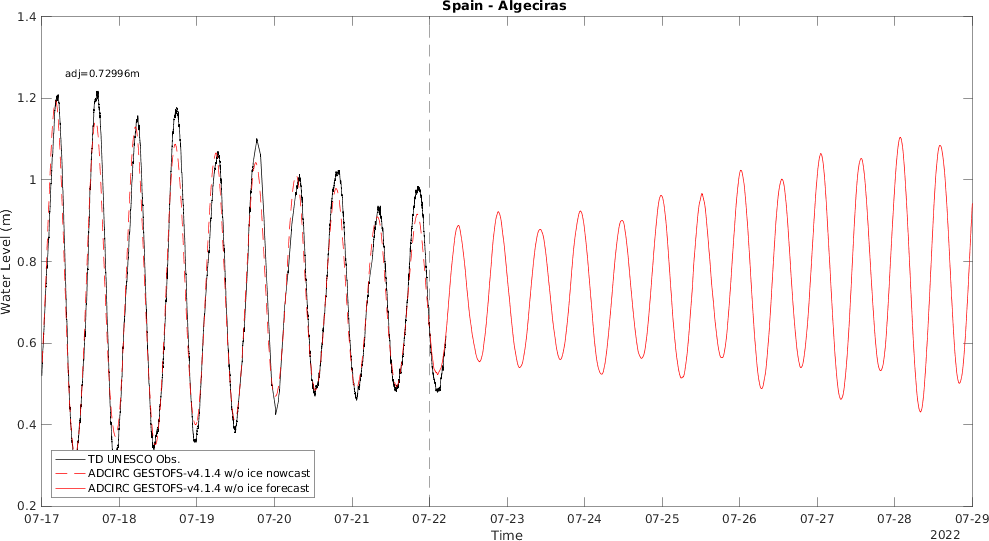 Spain - Algeciras
adj=0.72996m
1.4
1.2
1
0.8
0.6
0.4
0.2
Water Level (m)
TD UNESCO Obs.
ADCIRC GESTOFS-v4.1.4 w/o ice nowcast
ADCIRC GESTOFS-v4.1.4 w/o ice forecast
07-17 07-18 07-19 07-20 07-21 07-22 07-23 07-24 07-25 07-26 07-27 07-28 07-29
Time
2022